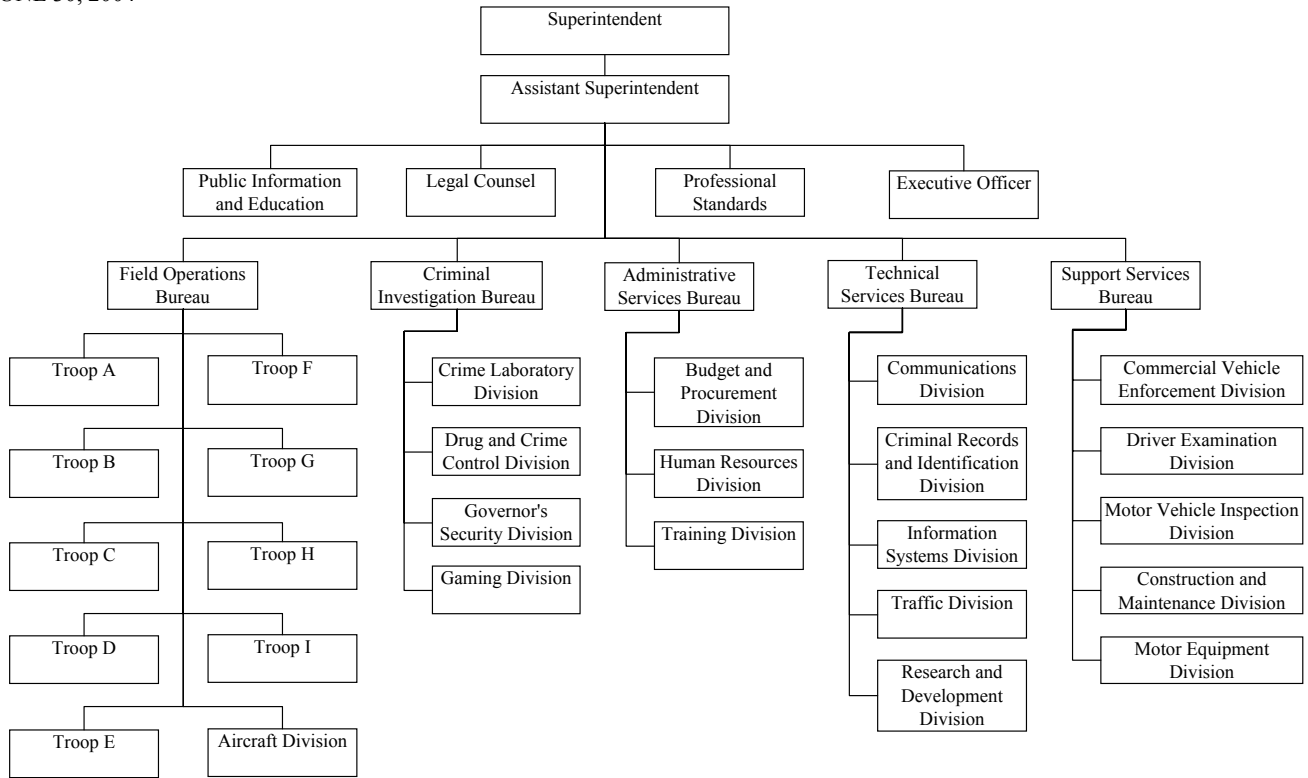 Superintendent
Assistant Superintendent
Public Information
and Education
Legal Counsel
Professional
Standards
Executive Officer
Field Operations
Bureau
Criminal
Investigation Bureau
Administrative
Services Bureau
Technical
Services Bureau
Support Services
Bureau
Troop A
Troop F
Troop B
Troop G
Troop C
Troop H
Troop D
Troop I
Troop E
Aircraft Division
Crime Laboratory
Division
Drug and Crime
Control Division
Governor's
Security Division
Gaming Division
Budget and
Procurement
Division
Human Resources
Division
Training Division
Communications
Division
Criminal Records
and Identification
Division
Information
Systems Division
Traffic Division
Research and
Development
Division
Commercial Vehicle
Enforcement Division
Driver Examination
Division
Motor Vehicle Inspection
Division
Construction and
Maintenance Division
Motor Equipment
Division